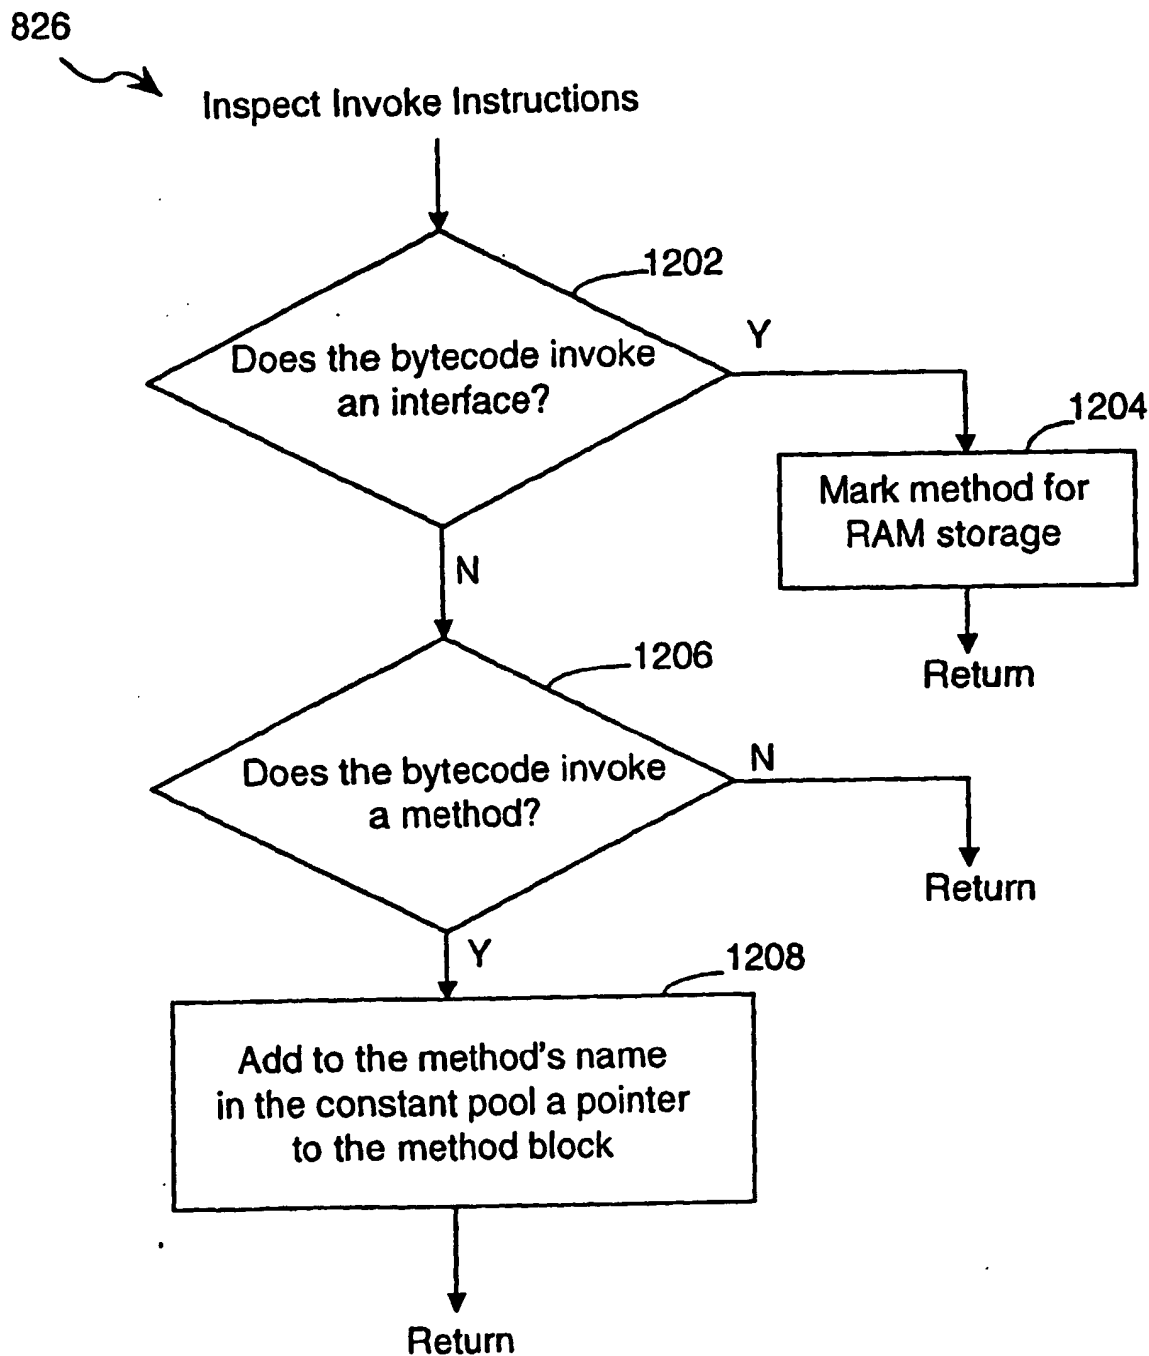 826
Inspect Invoke Instructions
1202
Does the bytecode invoke
an interface?
Y
1204
Mark method for
RAM storage
Return
N
1206
Does the bytecode invoke
a method?
N
Return
Y
1208
Add to the method's name
in the constant pool a pointer
to the method block
Return